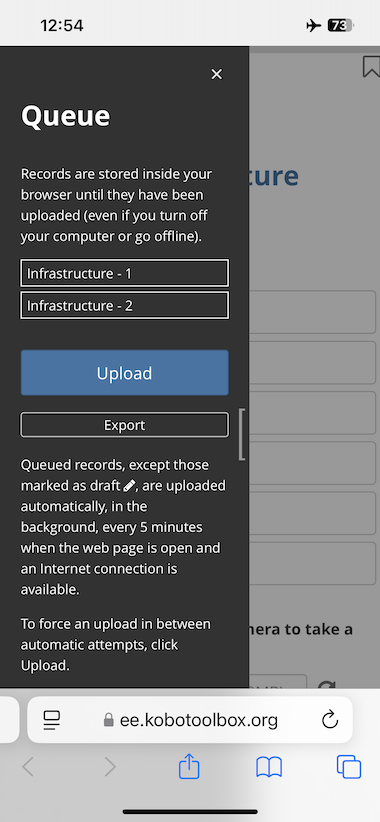 12:54
73
×
Queue
Records are stored inside your
browser until they have been
uploaded (even if you turn off
your computer or go offline).
Infrastructure - 1
Infrastructure - 2
Upload
Export
Queued records, except those
marked as draft , are uploaded
automatically, in the
background, every 5 minutes
when the web page is open and
an Internet connection is
available.
To force an upload in between
automatic attempts, click
Upload.
ture
to take a
ee.kobotoolbox.org